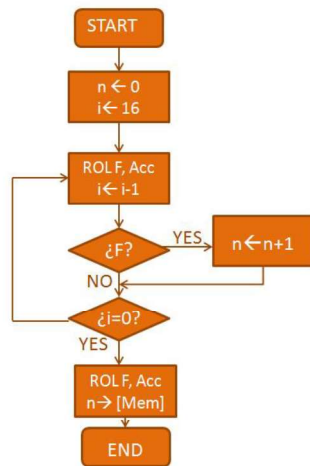 START
n ← 0
i ← 16
ROL F, Acc
i ← i-1
¿F?
YES
n ← n+1
NO
¿i=0?
YES
ROL F, Acc
n → [Mem]
END